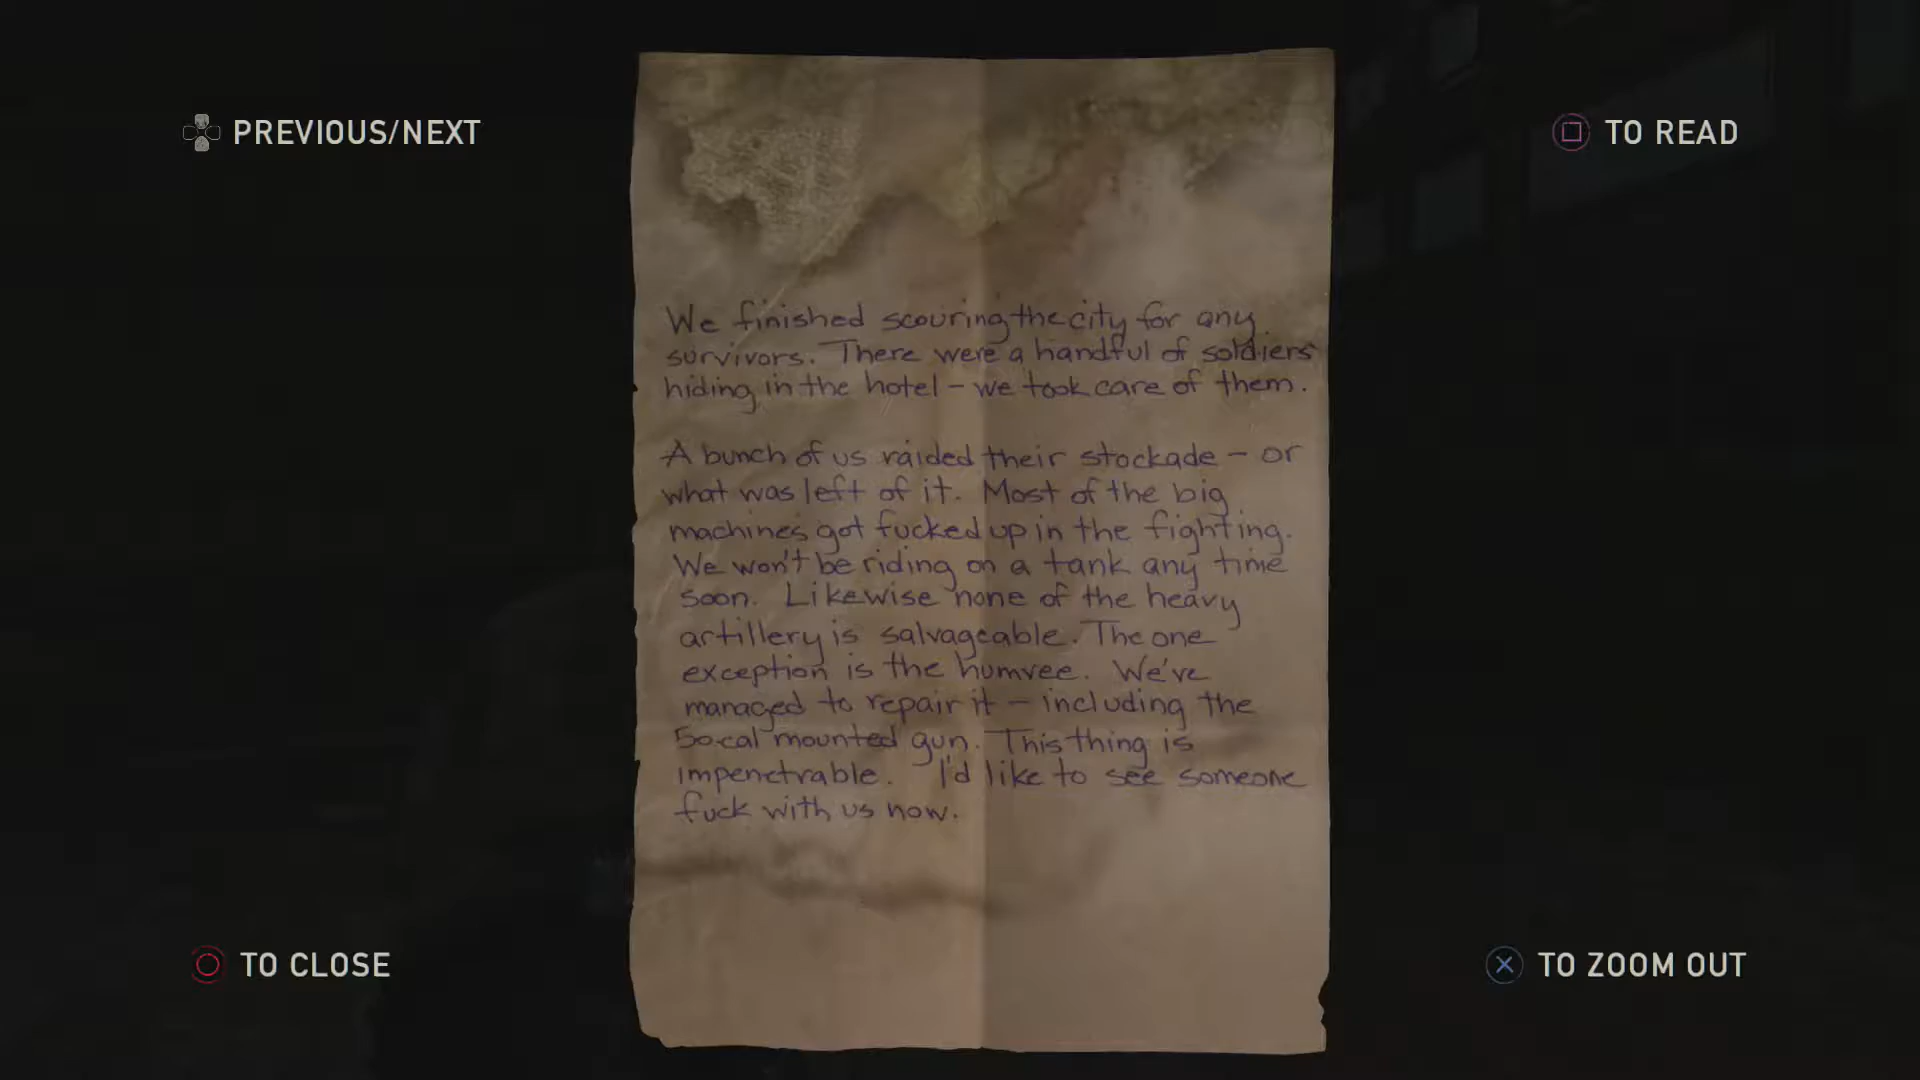 PREVIOUS/NEXT
TO READ
We finished scouring the city for any
survivors. There were a handful of soldiers
hiding in the hotel – we took care of them.
A bunch of us raided their stockade – or
what was left of it. Most of the big
machines got fucked up in the fighting.
We won't be riding on a tank any time
soon. Likewise none of the heavy
artillery is salvageable. The one
exception is the humvee. We've
managed to repair it – including the
50.cal mounted gun. This thing is
impenetrable. I'd like to see someone
fuck with us now.
TO CLOSE
TO ZOOM OUT